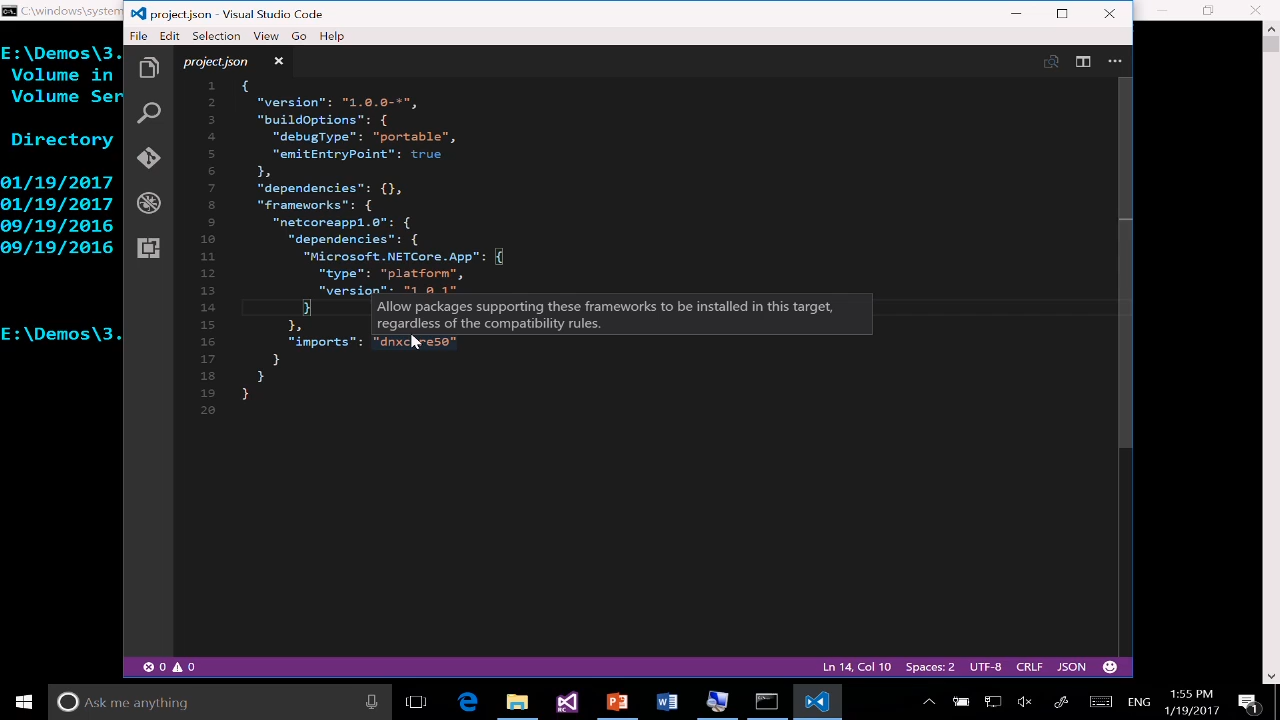 C:\windows\system
project.json - Visual Studio Code
File Edit Selection View Go Help
E:\Demos\3.
Volume in
Volume Ser
Directory
01/19/2017
01/19/2017
09/19/2016
09/19/2016
E:\Demos\3.
project.json
1 {
2 "version": "1.0.0-*",
3 "buildOptions": {
4 "debugType": "portable",
5 "emitEntryPoint": true
6 },
7 "dependencies": {},
8 "frameworks": {
9 "netcoreapp1.0": {
10 "dependencies": {
11 "Microsoft.NETCore.App": {
12 "type": "platform",
13 "version": "1.0.1"
14 }
Allow packages supporting these frameworks to be installed in this target,
regardless of the compatibility rules.
15 },
16 "imports": "dnxcore50"
17 }
18 }
19 }
20
0 0
Ln 14, Col 10 Spaces: 2 UTF-8 CRLF JSON
Ask me anything
ENG
1:55 PM
1/19/2017
1